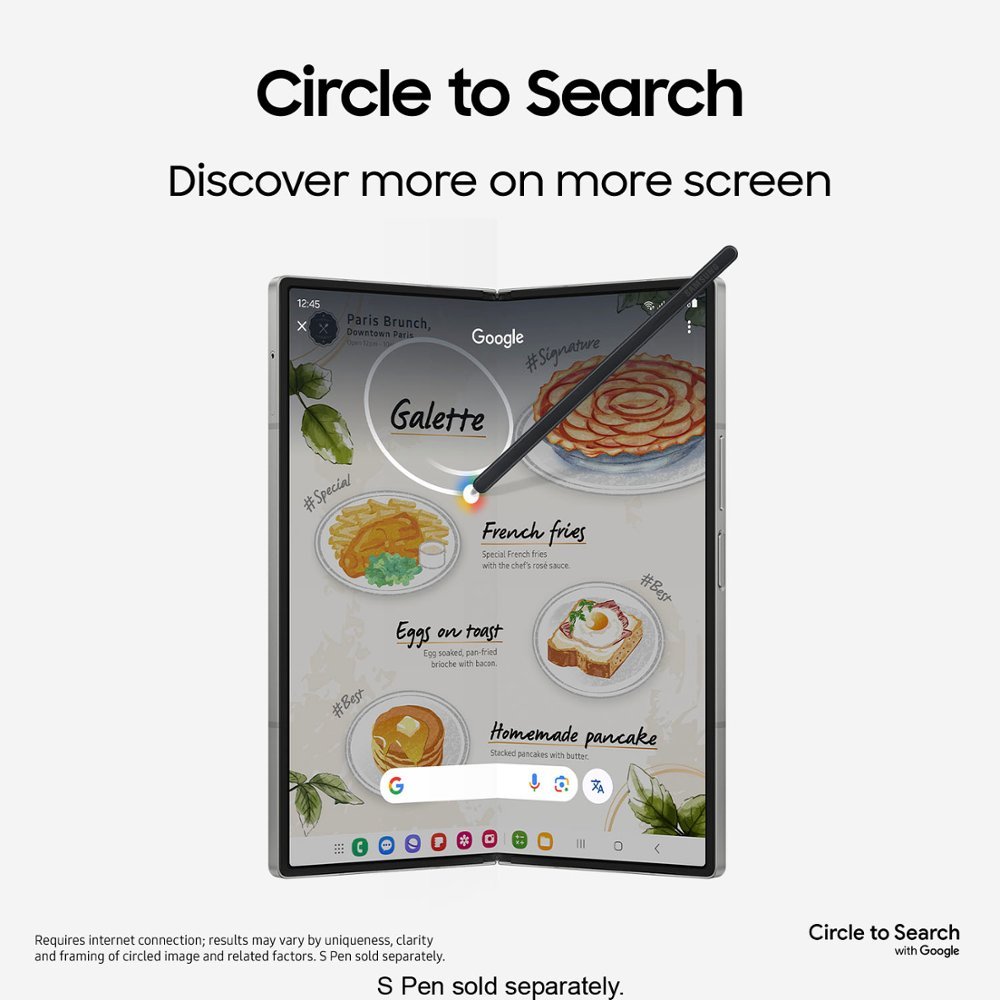 Circle to Search
Discover more on more screen
12:45
Paris Brunch,
Downtown Paris
Google
#Signature
Galette
#Special
French fries
Special French fries
with the chef's rosé sauce.
#Best
Eggs on toast
Egg soaked, pan-fried
brioche with bacon.
#Best
Homemade pancake
Stacked pancakes with butter.
SAMSUNG
Requires internet connection; results may vary by uniqueness, clarity
and framing of circled image and related factors. S Pen sold separately.
Circle to Search
with Google
S Pen sold separately.